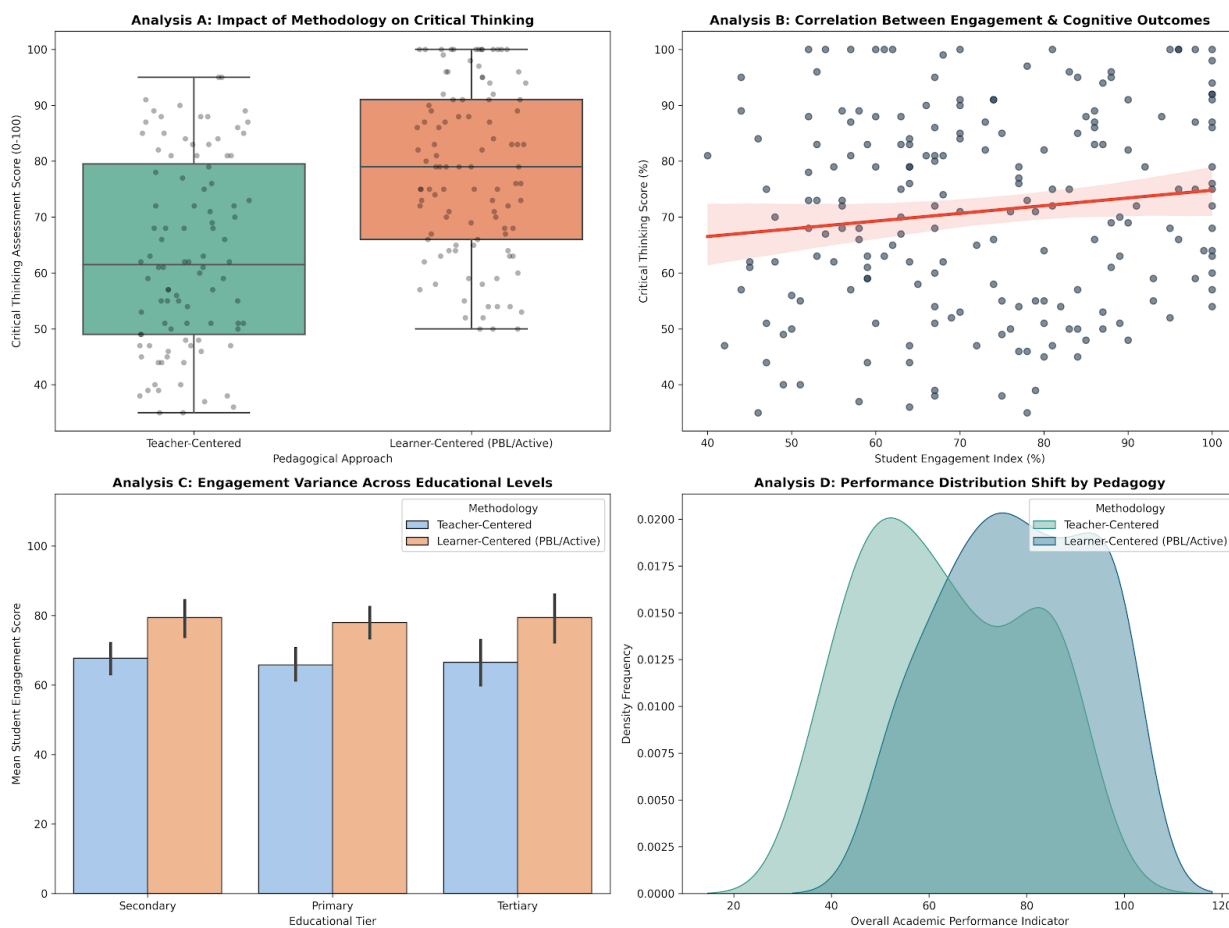 Analysis A: Impact of Methodology on Critical Thinking
Critical Thinking Assessment Score (0-100)
100
90
80
70
60
50
40
Teacher-Centered
Learner-Centered (PBL/Active)
Pedagogical Approach
Analysis B: Correlation Between Engagement & Cognitive Outcomes
Critical Thinking Score (%)
100
90
80
70
60
50
40
40
50
60
70
80
90
100
Student Engagement Index (%)
Analysis C: Engagement Variance Across Educational Levels
Mean Student Engagement Score
Methodology
Teacher-Centered
Learner-Centered (PBL/Active)
100
80
60
40
20
0
Secondary
Primary
Tertiary
Educational Tier
Analysis D: Performance Distribution Shift by Pedagogy
Density Frequency
Methodology
Teacher-Centered
Learner-Centered (PBL/Active)
0.0200
0.0175
0.0150
0.0125
0.0100
0.0075
0.0050
0.0025
0.0000
20
40
60
80
100
120
Overall Academic Performance Indicator